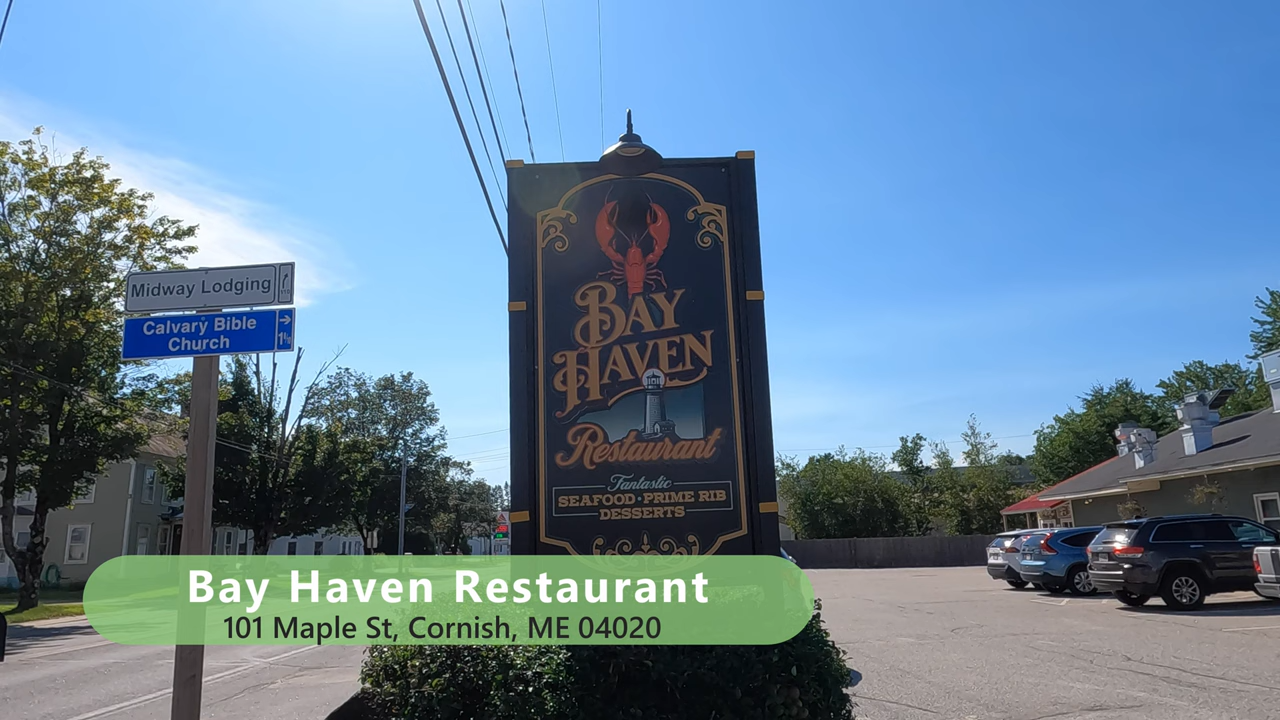 Midway Lodging
Calvary Bible
Church
BAY
HAVEN
Restaurant
Fantastic
SEAFOOD · PRIME RIB
DESSERTS
Bay Haven Restaurant
101 Maple St, Cornish, ME 04020